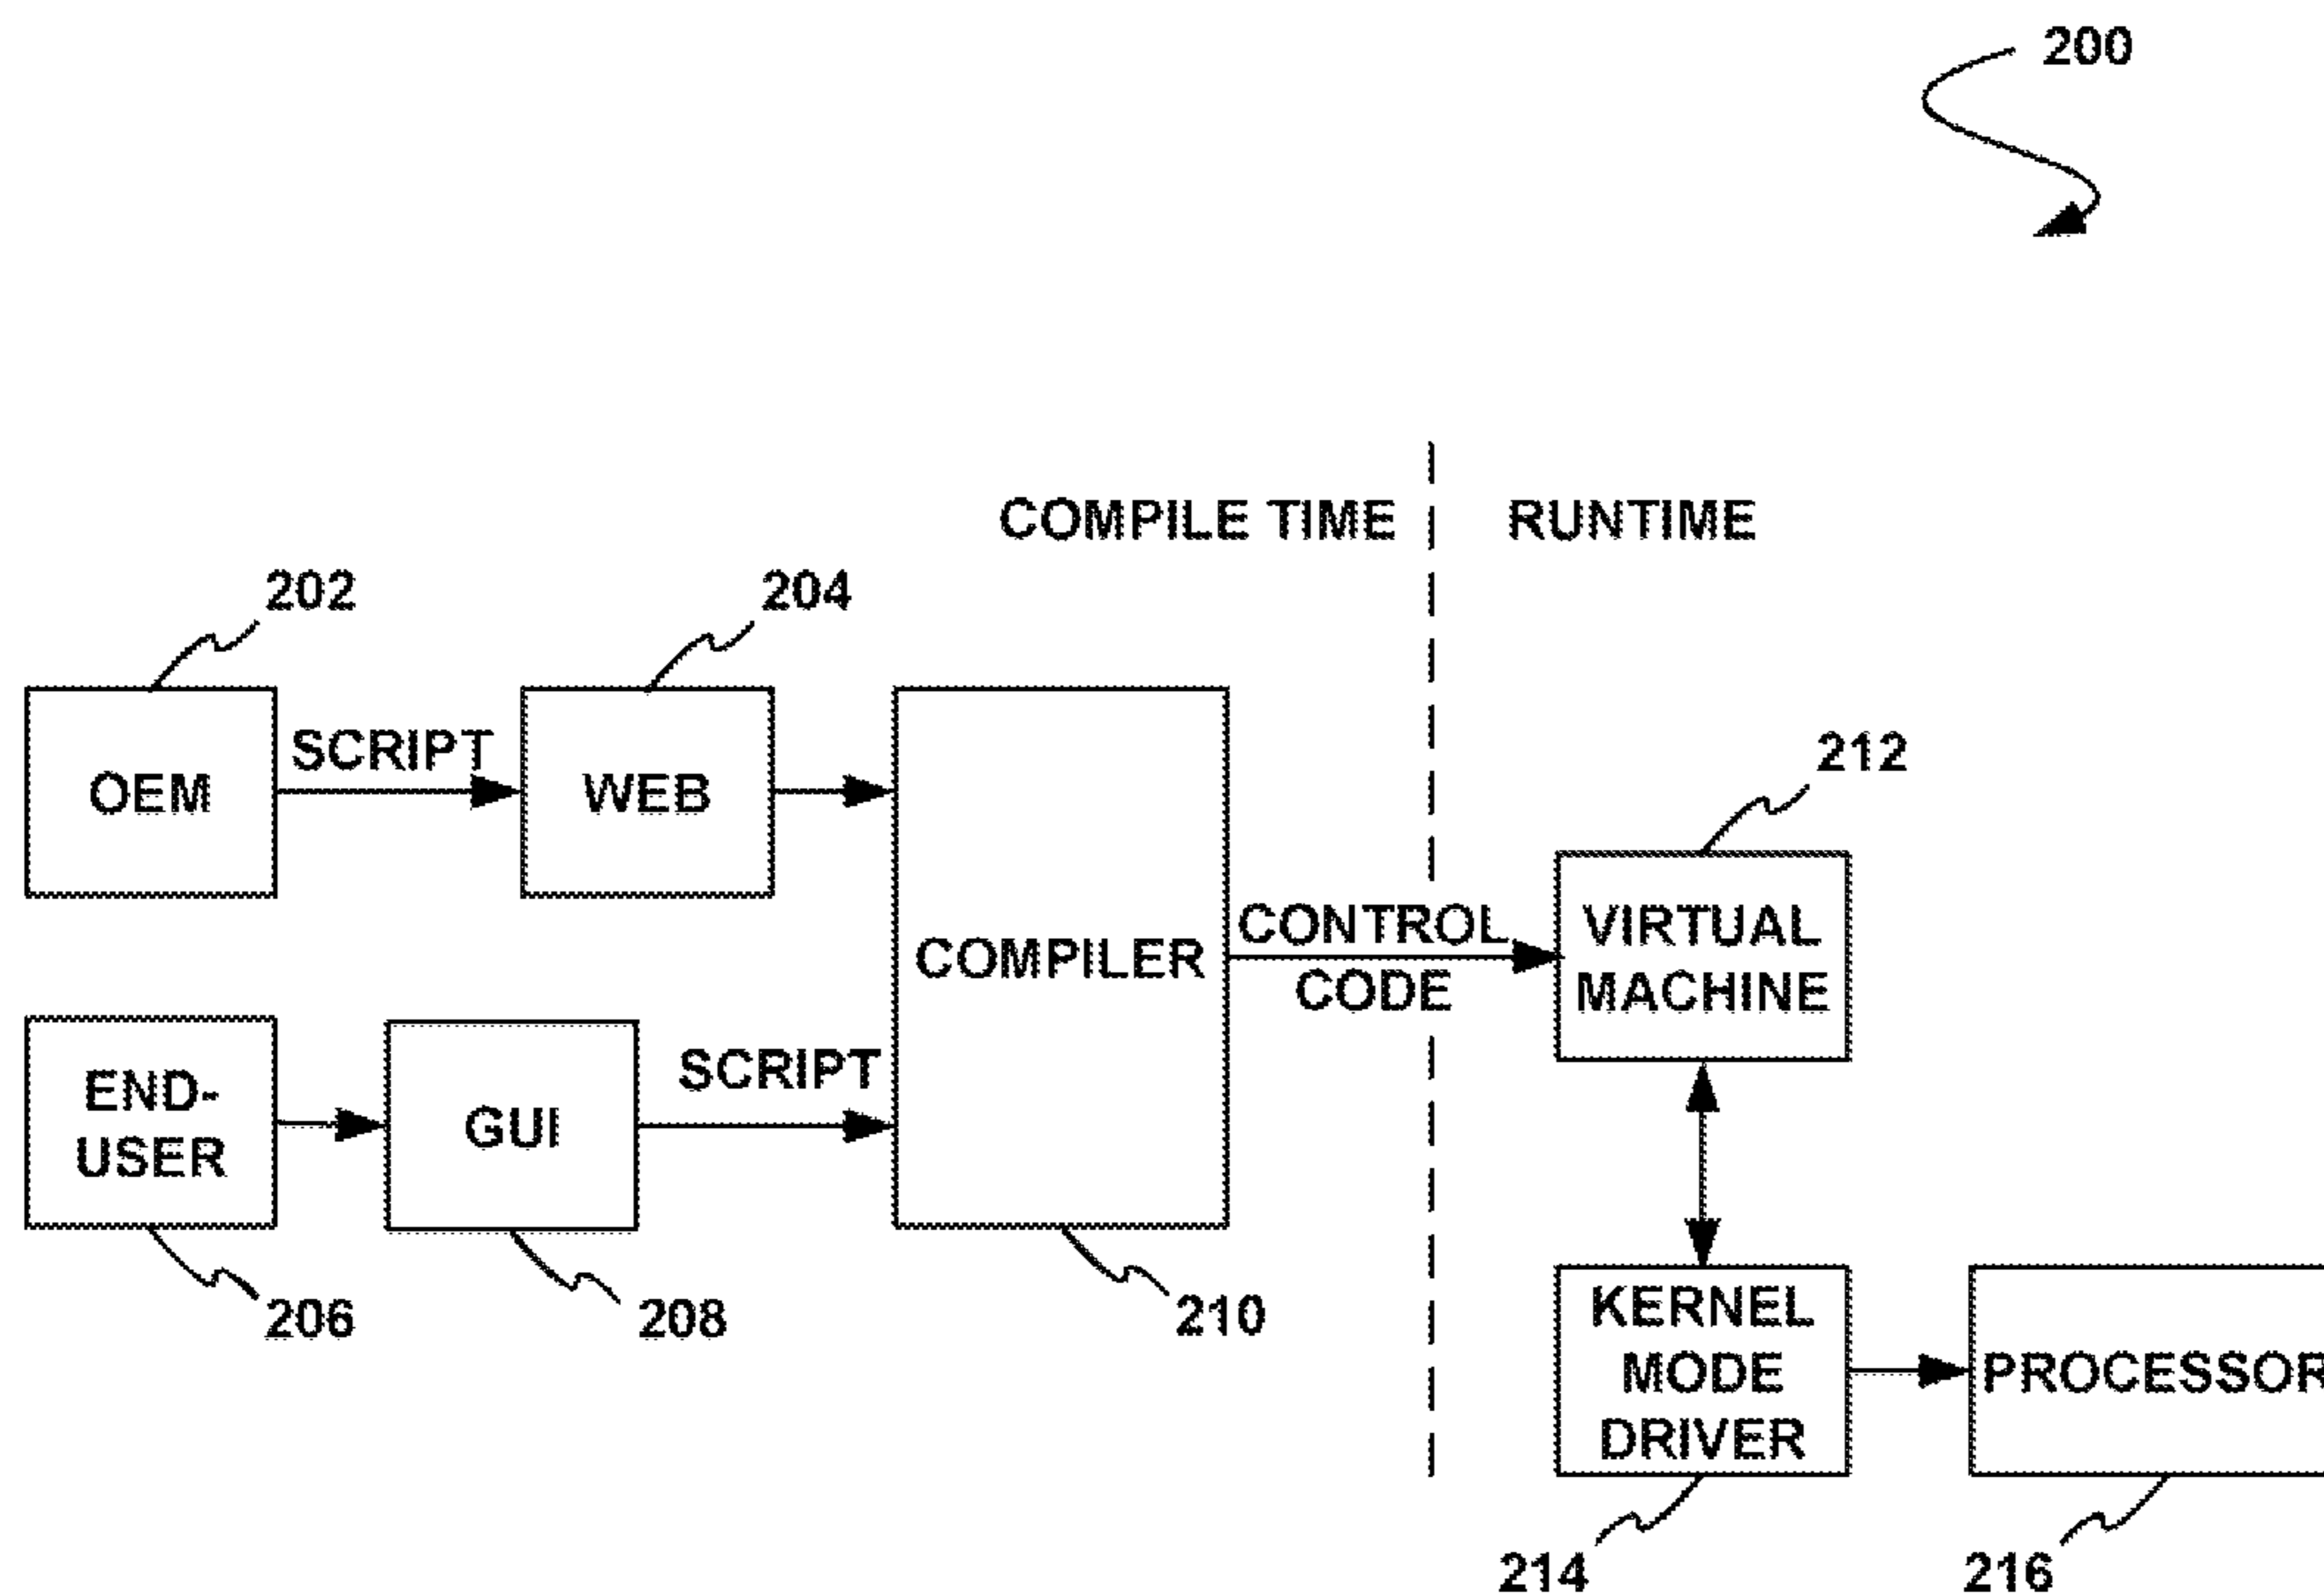 200
COMPILE TIME
RUNTIME
202
204
OEM
SCRIPT
WEB
212
COMPILER
CONTROL
CODE
VIRTUAL
MACHINE
END-
USER
GUI
SCRIPT
206
208
210
KERNEL
MODE
DRIVER
PROCESSOR
214
216